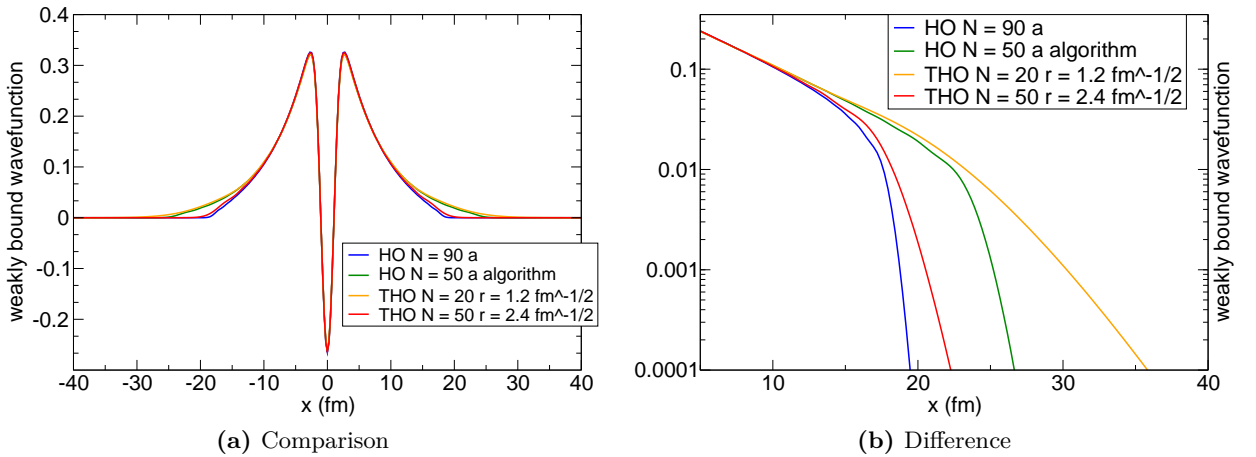 0.4
0.3
0.2
0.1
0
-0.1
-0.2
weakly bound wavefunction
HO N = 90 a
HO N = 50 a algorithm
THO N = 20 r = 1.2 fm^-1/2
THO N = 50 r = 2.4 fm^-1/2
-40 -30 -20 -10 0 10 20 30 40
x (fm)
(a) Comparison
HO N = 90 a
HO N = 50 a algorithm
THO N = 20 r = 1.2 fm^-1/2
THO N = 50 r = 2.4 fm^-1/2
0.1
0.01
0.001
0.0001
weakly bound wavefunction
10 20 30 40
x (fm)
(b) Difference